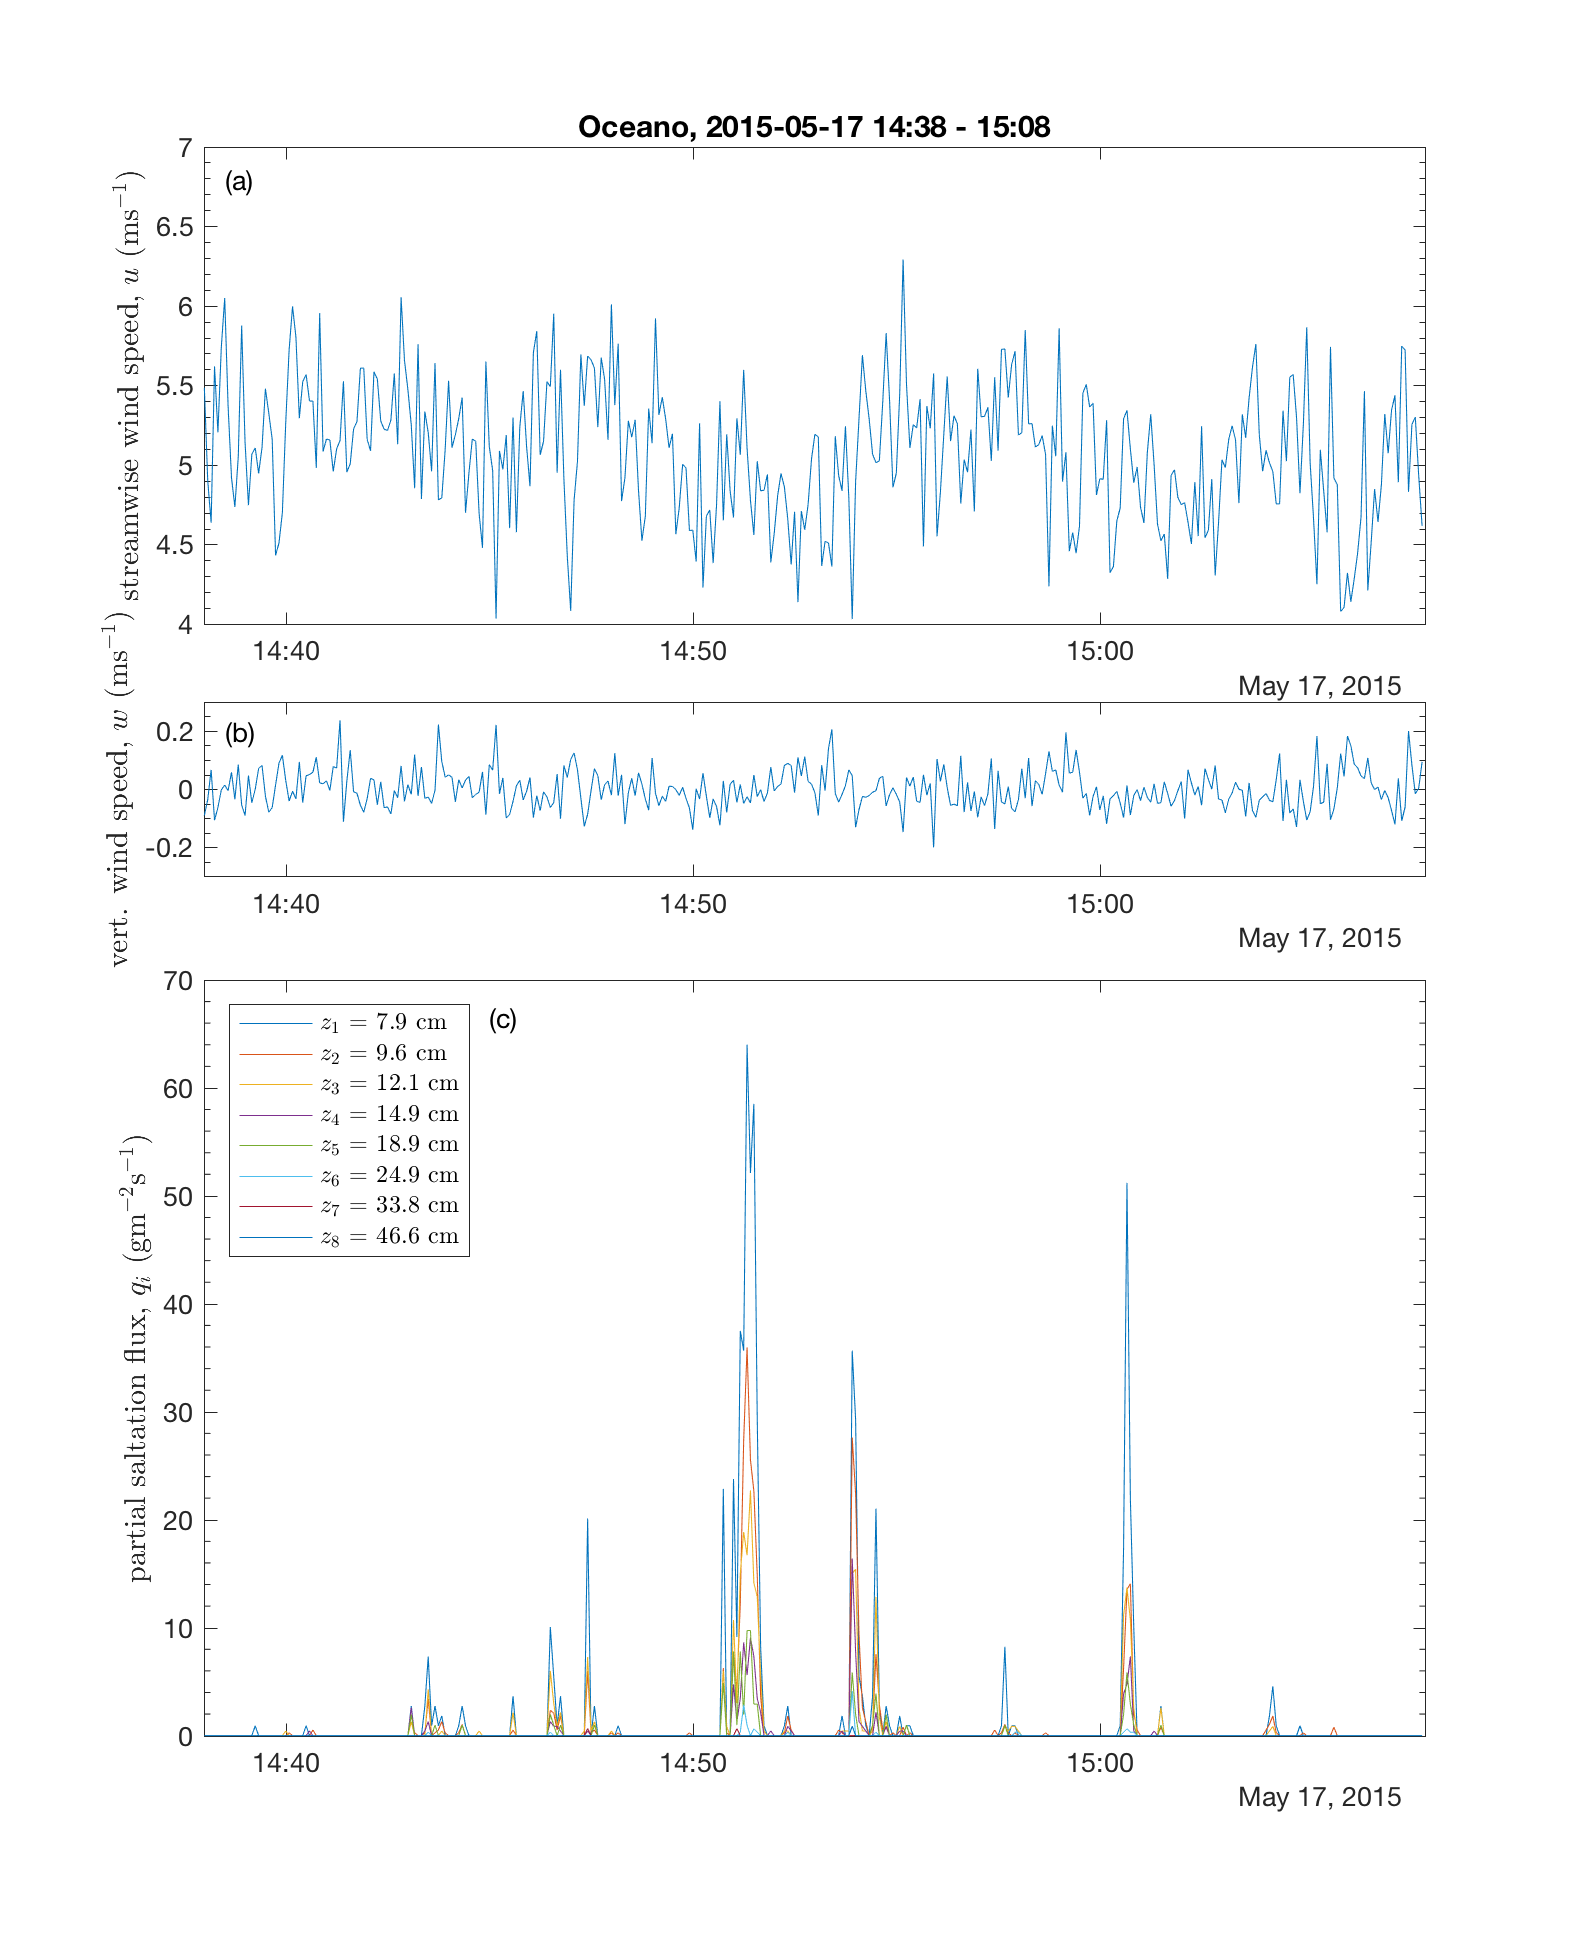 Oceano, 2015-05-17 14:38 - 15:08
(a)
streamwise wind speed, u (ms⁻¹)
7
6.5
6
5.5
5
4.5
4
14:40 14:50 15:00
May 17, 2015
(b)
vert. wind speed, w (ms⁻¹)
0.2
0
-0.2
14:40 14:50 15:00
May 17, 2015
(c)
partial saltation flux, qᵢ (gm⁻²s⁻¹)
70
60
50
40
30
20
10
0
z₁ = 7.9 cm
z₂ = 9.6 cm
z₃ = 12.1 cm
z₄ = 14.9 cm
z₅ = 18.9 cm
z₆ = 24.9 cm
z₇ = 33.8 cm
z₈ = 46.6 cm
14:40 14:50 15:00
May 17, 2015